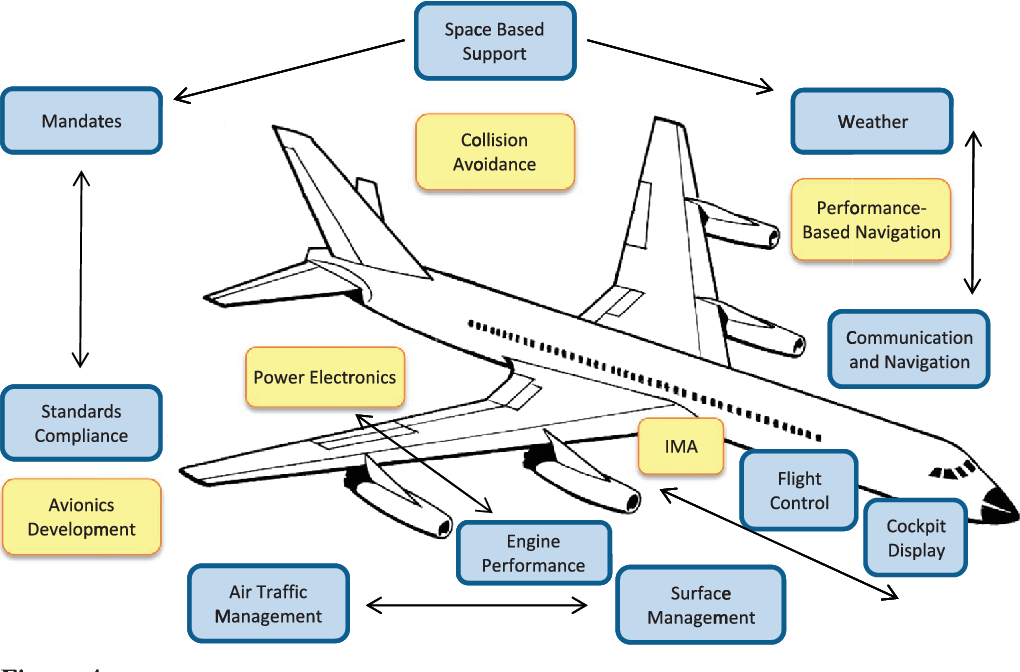 Space Based
Support
Mandates
Weather
Collision
Avoidance
Performance-
Based Navigation
Communication
and Navigation
Power Electronics
Standards
Compliance
IMA
Flight
Control
Avionics
Development
Cockpit
Display
Engine
Performance
Air Traffic
Management
Surface
Management